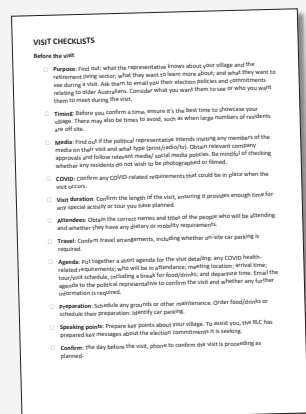 VISIT CHECKLISTS
Before the visit
□ Purpose: Find out: what the representative knows about your village and the
retirement living sector; what they want to learn more about; and what they want to
see during a visit. Ask them to email you their election policies and commitments
relating to older Australians. Consider what you want them to see or who you want
them to meet during the visit.
□ Timing: Before you confirm a time, ensure it's the best time to showcase your
village. There may also be times to avoid, such as when large numbers of residents
are off site.
□ Media: Find out if the political representative intends inviting any members of the
media on their visit and what type (print/radio/tv). Obtain relevant company
approvals and follow relevant media/ social media policies. Be mindful of checking
whether any residents do not wish to be photographed or filmed.
□ COVID: Confirm any COVID-related requirements that could be in place when the
visit occurs.
□ Visit duration: Confirm the length of the visit, ensuring it provides enough time for
any special activity or tour you have planned.
□ Attendees: Obtain the correct names and titles of the people who will be attending
and whether they have any dietary or mobility requirements.
□ Travel: Confirm travel arrangements, including whether on-site car parking is
required.
□ Agenda: Put together a short agenda for the visit detailing: any COVID health-
related requirements; who will be in attendance; meeting location; arrival time;
tour/visit schedule, including a break for food/drinks; and departure time. Email the
agenda to the political representative to confirm the visit and whether any further
information is required.
□ Preparation: Schedule any grounds or other maintenance. Order food/drinks or
schedule their preparation. Identify car parking.
□ Speaking points: Prepare key points about your village. To assist you, the RLC has
prepared key messages about the election commitments it is seeking.
□ Confirm: The day before the visit, phone to confirm the visit is proceeding as
planned.